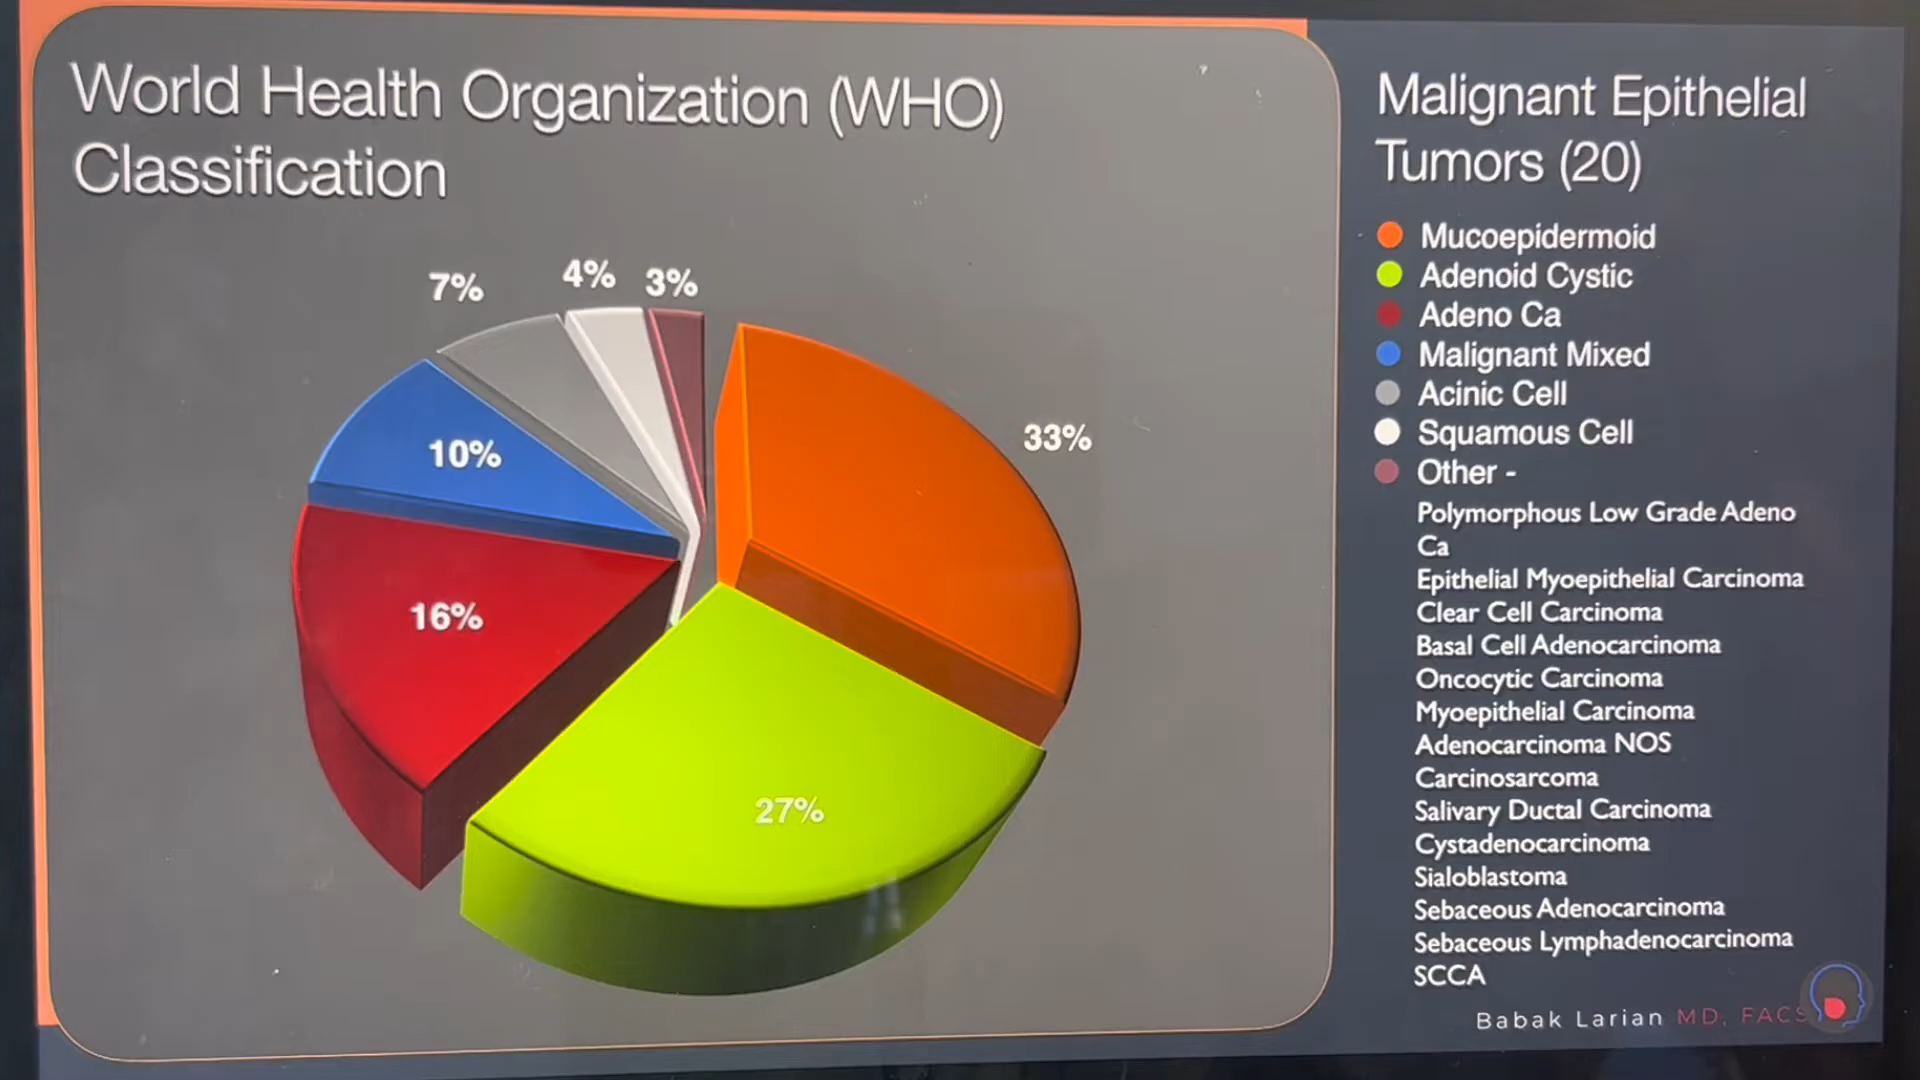 World Health Organization (WHO)
Classification
7%
4%
3%
33%
10%
16%
27%
Malignant Epithelial
Tumors (20)
Mucoepidermoid
Adenoid Cystic
Adeno Ca
Malignant Mixed
Acinic Cell
Squamous Cell
Other -
Polymorphous Low Grade Adeno
Ca
Epithelial Myoepithelial Carcinoma
Clear Cell Carcinoma
Basal Cell Adenocarcinoma
Oncocytic Carcinoma
Myoepithelial Carcinoma
Adenocarcinoma NOS
Carcinosarcoma
Salivary Ductal Carcinoma
Cystadenocarcinoma
Sialoblastoma
Sebaceous Adenocarcinoma
Sebaceous Lymphadenocarcinoma
SCCA
Babak Larian MD, FACS